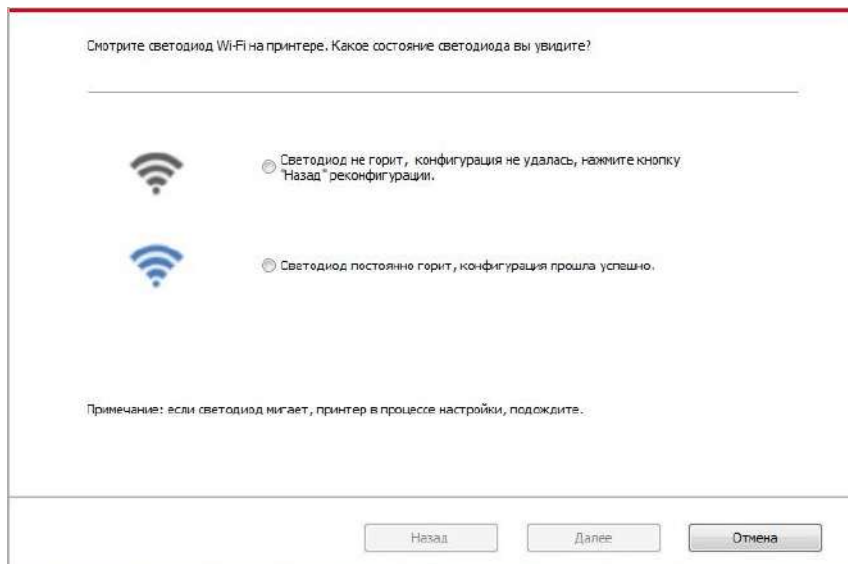 Смотрите светодиод Wi-Fi на принтере. Какое состояние светодиода вы увидите?
Светодиод не горит, конфигурация не удалась, нажмите кнопку
"Назад" реконфигурации.
Светодиод постоянно горит, конфигурация прошла успешно.
Примечание: если светодиод мигает, принтер в процессе настройки, подождите.
Назад
Далее
Отмена